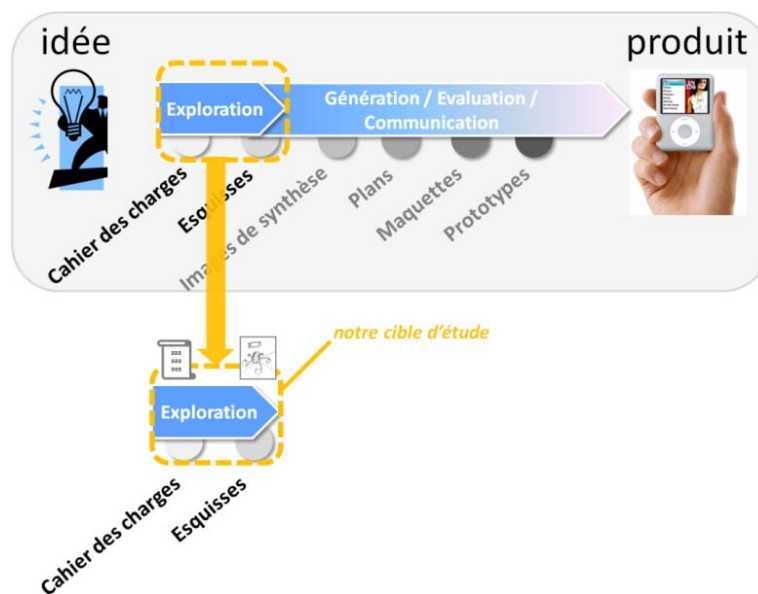 idée
produit
Exploration
Génération / Evaluation /
Communication
Cahier des charges
Esquisses
Images de synthèse
Plans
Maquettes
Prototypes
notre cible d'étude
Exploration
Cahier des charges
Esquisses